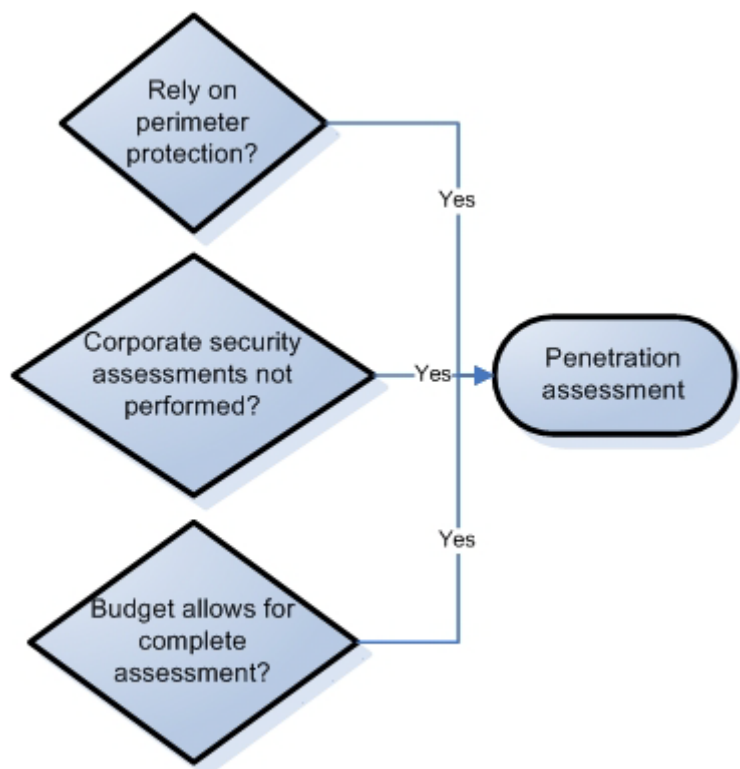 Rely on
perimeter
protection?
Yes
Corporate security
assessments not
performed?
Yes
Penetration
assessment
Yes
Budget allows for
complete
assessment?